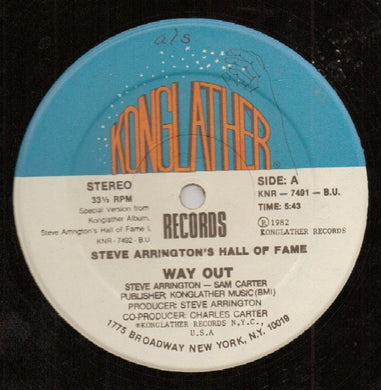 a/s
KONGLATHER
RECORDS
STEREO
33⅓ RPM
Special version from
Konglather Album,
Steve Arrington's Hall of Fame I,
KNR - 7492 - B.U
SIDE: A
KNR — 7491 — B.U.
TIME: 5:43
Ⓟ 1982
KONGLATHER RECORDS
STEVE ARRINGTON'S HALL OF FAME
WAY OUT
STEVE ARRINGTON — SAM CARTER
PUBLISHER: KONGLATHER MUSIC(BMI)
PRODUCER: STEVE ARRINGTON
CO-PRODUCER: CHARLES CARTER
®KONGLATHER RECORDS N.Y.C.,
U.S.A
1775 BROADWAY NEW YORK, N.Y. 10019